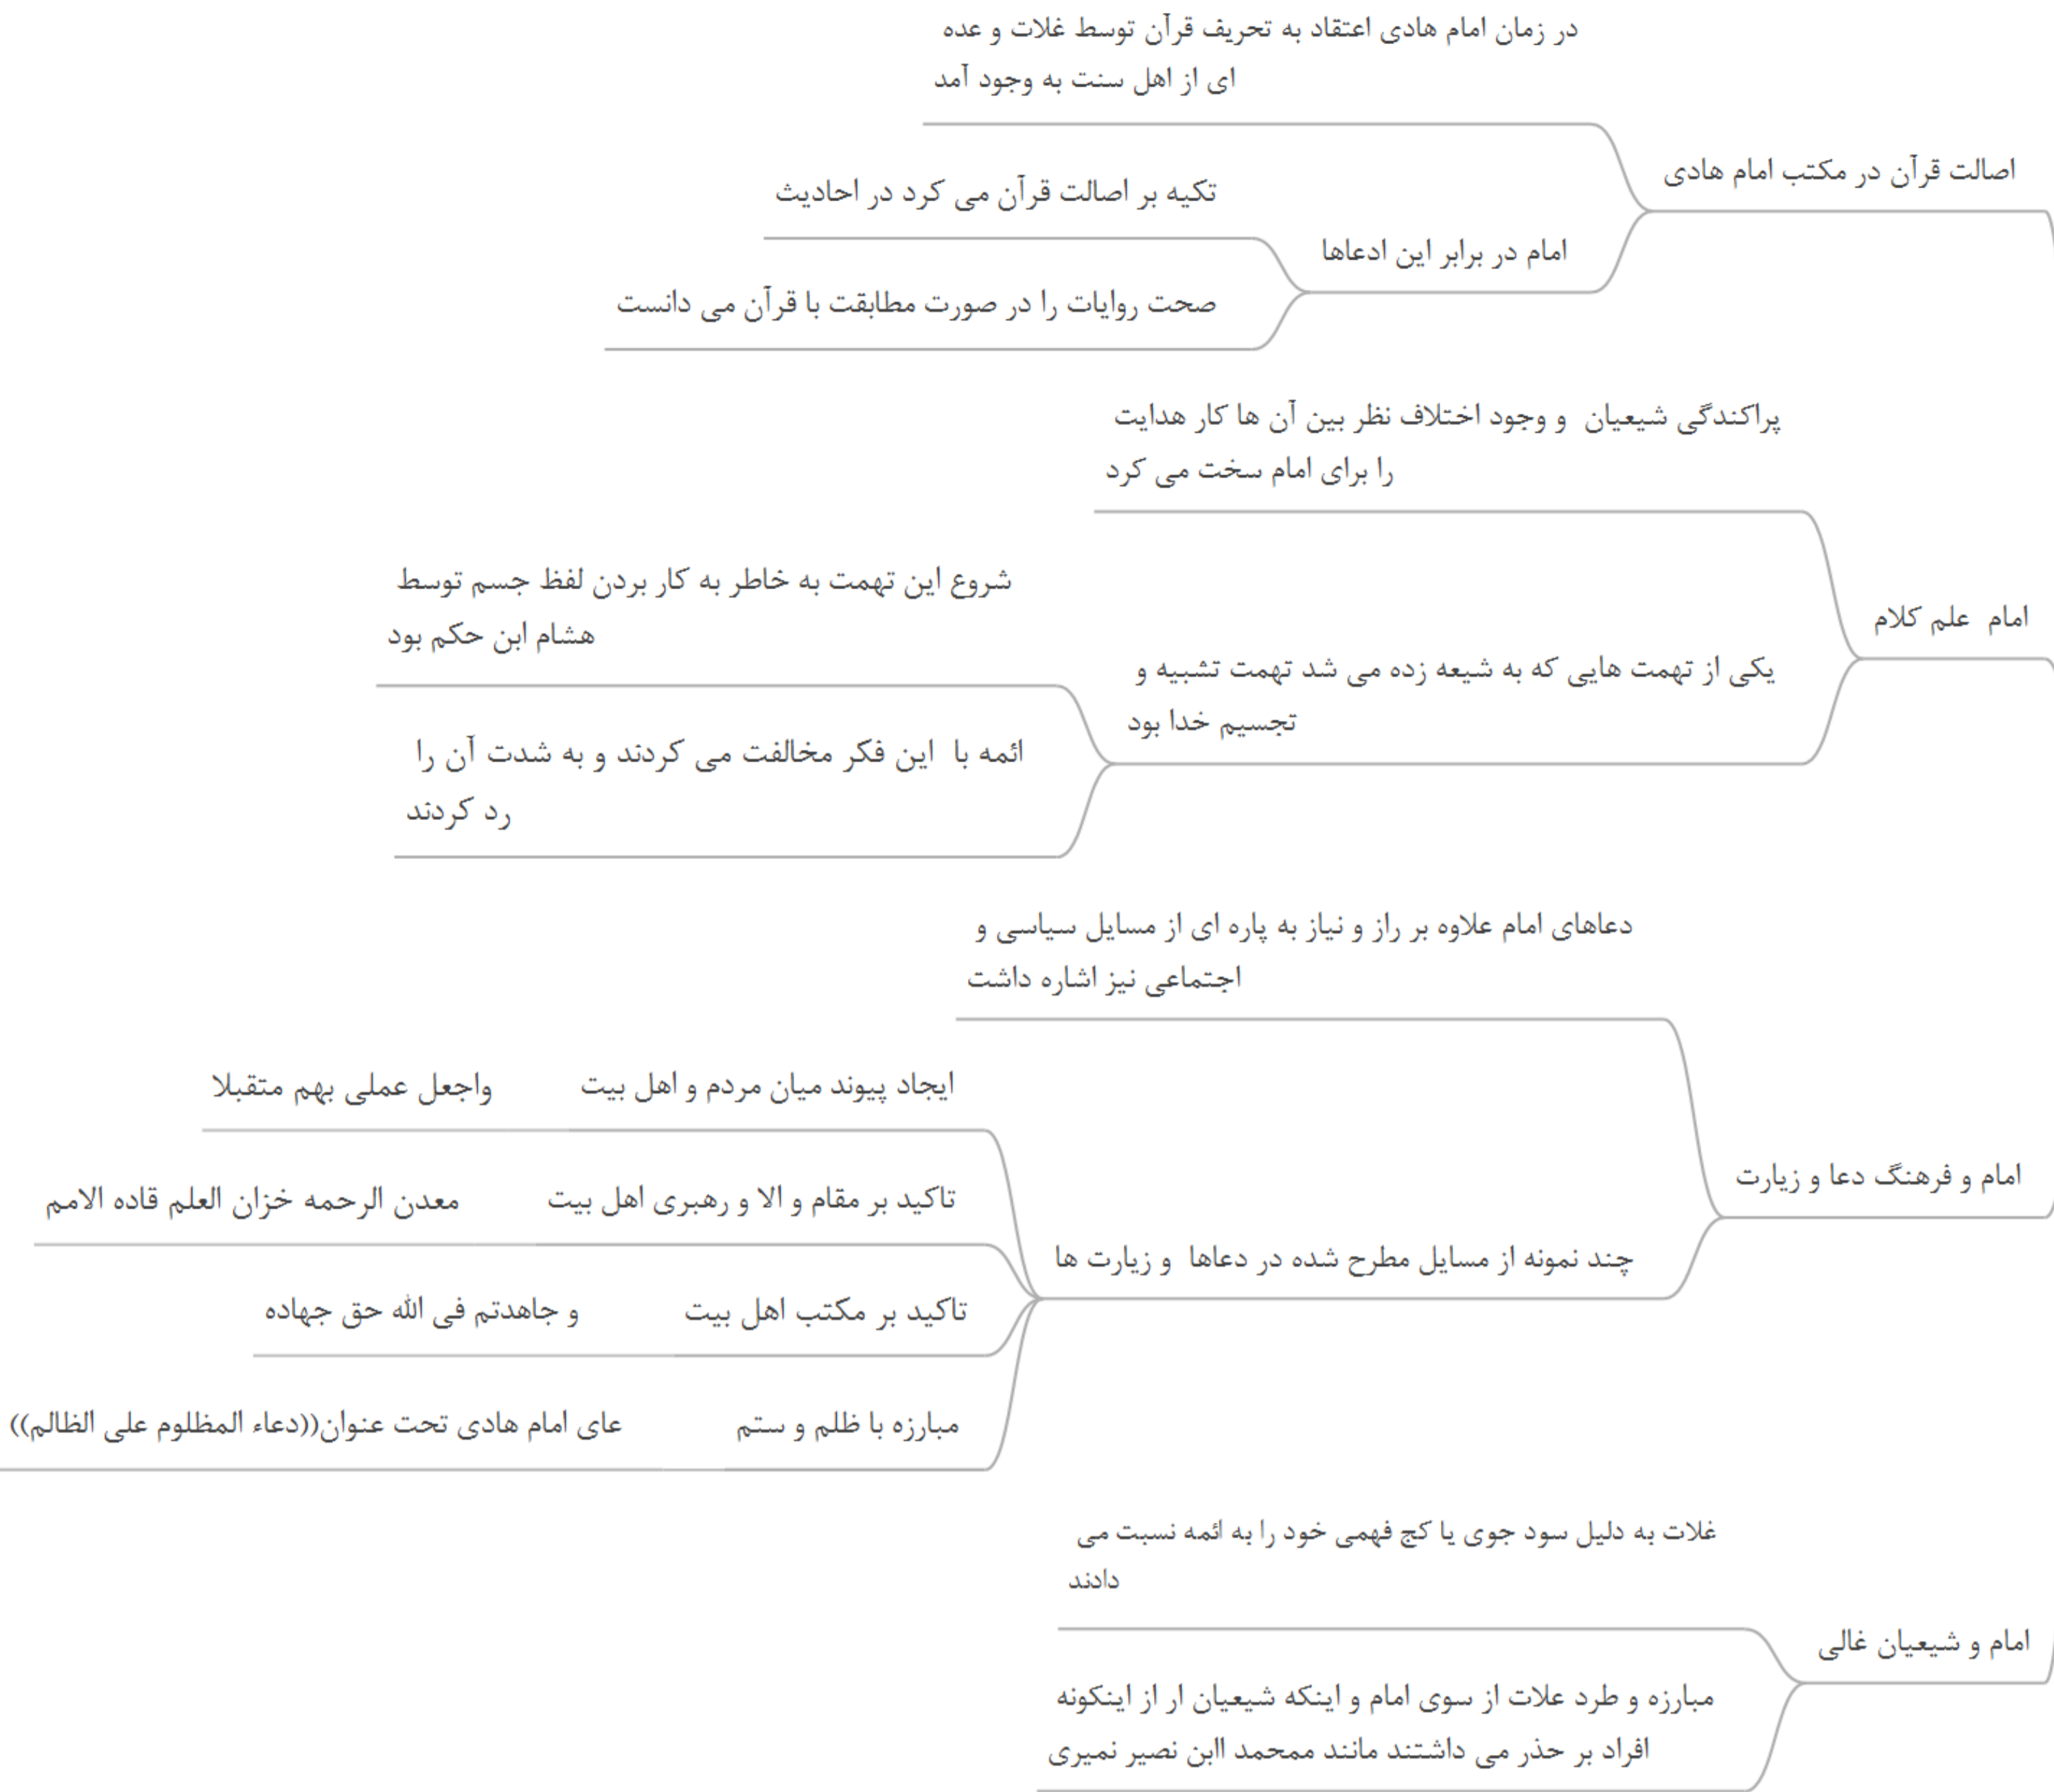 اصالت قرآن در مکتب امام هادی
در زمان امام هادی اعتقاد به تحریف قرآن توسط غلات و عده
ای از اهل سنت به وجود آمد
امام در برابر این ادعاها
تکیه بر اصالت قرآن می کرد در احادیث
صحت روایات را در صورت مطابقت با قرآن می دانست
امام علم کلام
پراکندگی شیعیان و وجود اختلاف نظر بین آن ها کار هدایت
را برای امام سخت می کرد
یکی از تهمت هایی که به شیعه زده می شد تهمت تشبیه و
تجسیم خدا بود
شروع این تهمت به خاطر به کار بردن لفظ جسم توسط
هشام ابن حکم بود
ائمه با این فکر مخالفت می کردند و به شدت آن را
رد کردند
امام و فرهنگ دعا و زیارت
دعاهای امام علاوه بر راز و نیاز به پاره ای از مسایل سیاسی و
اجتماعی نیز اشاره داشت
چند نمونه از مسایل مطرح شده در دعاها و زیارت ها
ایجاد پیوند میان مردم و اهل بیت
واجعل عملی بهم متقبلا
تاکید بر مقام و الا و رهبری اهل بیت
معدن الرحمه خزان العلم قاده الامم
تاکید بر مکتب اهل بیت
و جاهدتم فی الله حق جهاده
مبارزه با ظلم و ستم
عای امام هادی تحت عنوان((دعاء المظلوم علی الظالم))
امام و شیعیان غالی
غلات به دلیل سود جوی یا کج فهمی خود را به ائمه نسبت می
دادند
مبارزه و طرد علات از سوی امام و اینکه شیعیان ار از اینکونه
افراد بر حذر می داشتند مانند ممحمد اابن نصیر نمیری